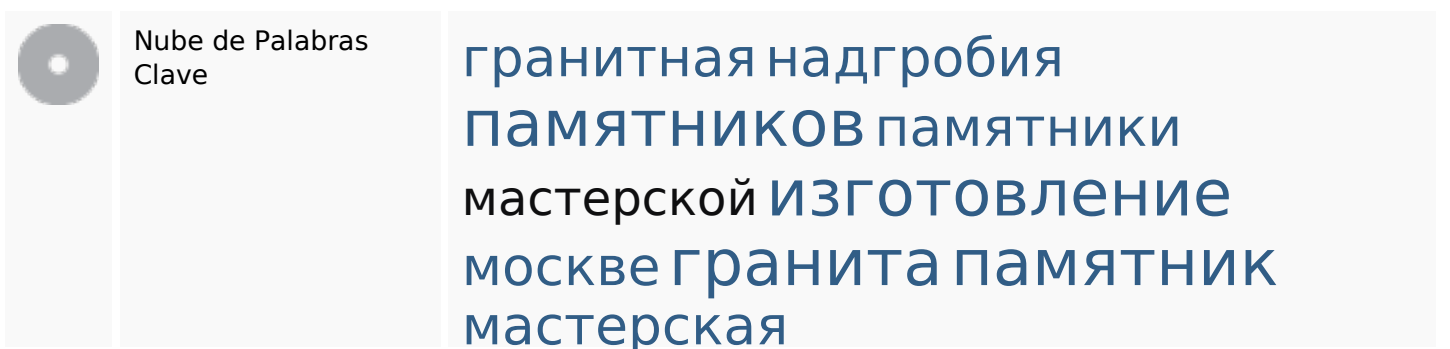 Nube de Palabras
Clave
гранитная надгробия
памятников памятники
мастерской изготовление
москве гранита памятник
мастерская